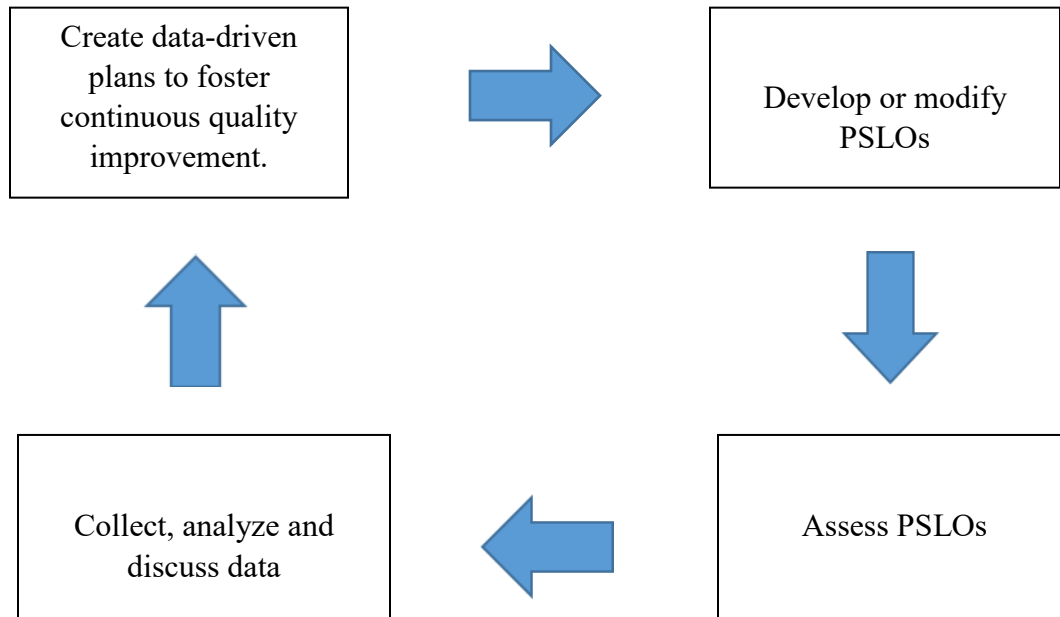 Create data-driven
plans to foster
continuous quality
improvement.
Develop or modify
PSLOs
Collect, analyze and
discuss data
Assess PSLOs